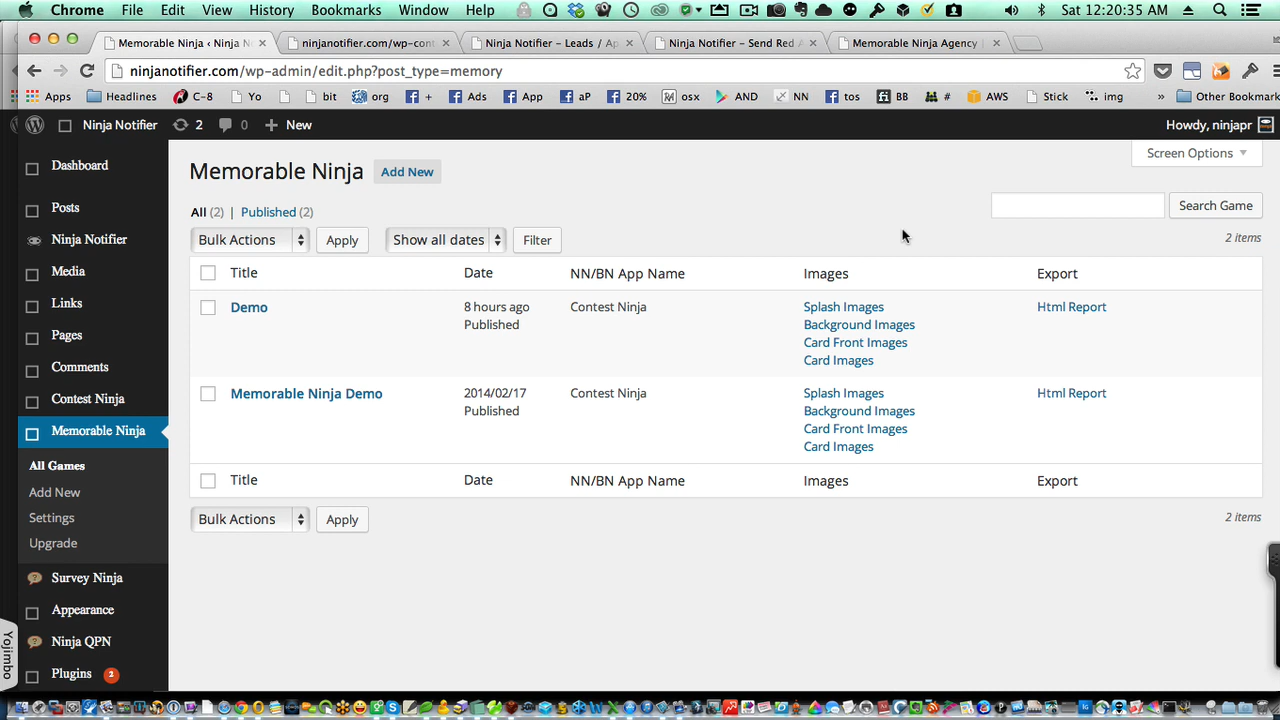 Chrome File Edit View History Bookmarks Window Help Sat 12:20:35 AM
Memorable Ninja ‹ Ninja N
ninjanotifier.com/wp-cont
Ninja Notifier – Leads / Ap
Ninja Notifier – Send Red A
Memorable Ninja Agency |
ninjanotifier.com/wp-admin/edit.php?post_type=memory
Apps Headlines C-8 Yo bit org + Ads App aP 20% osx AND NN tos BB # AWS Stick img » Other Bookmark
Ninja Notifier 2 0 + New Howdy, ninjapr
Dashboard
Posts
Ninja Notifier
Media
Links
Pages
Comments
Contest Ninja
Memorable Ninja
All Games
Add New
Settings
Upgrade
Survey Ninja
Appearance
Ninja QPN
Plugins 2
Yojimbo
Screen Options
Memorable Ninja Add New
All (2) | Published (2)
Search Game
Bulk Actions Apply Show all dates Filter 2 items
Title Date NN/BN App Name Images Export
Demo 8 hours ago Contest Ninja Splash Images Html Report
Published Background Images
Card Front Images
Card Images
Memorable Ninja Demo 2014/02/17 Contest Ninja Splash Images Html Report
Published Background Images
Card Front Images
Card Images
Title Date NN/BN App Name Images Export
Bulk Actions Apply 2 items